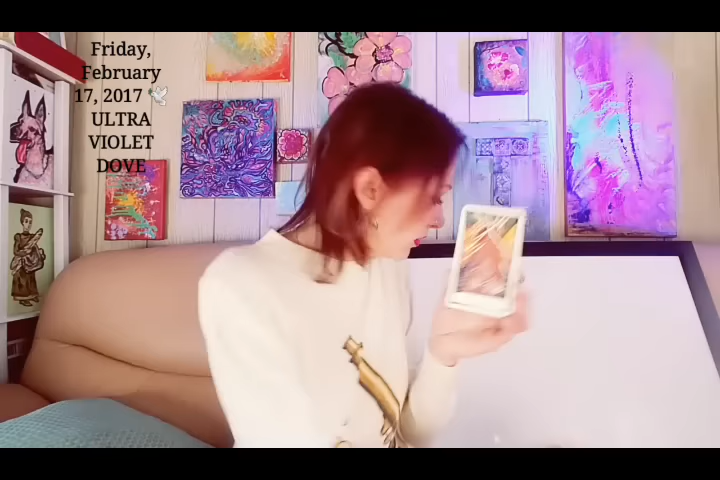 Friday,
February
17, 2017 🕊
ULTRA
VIOLET
DOVE